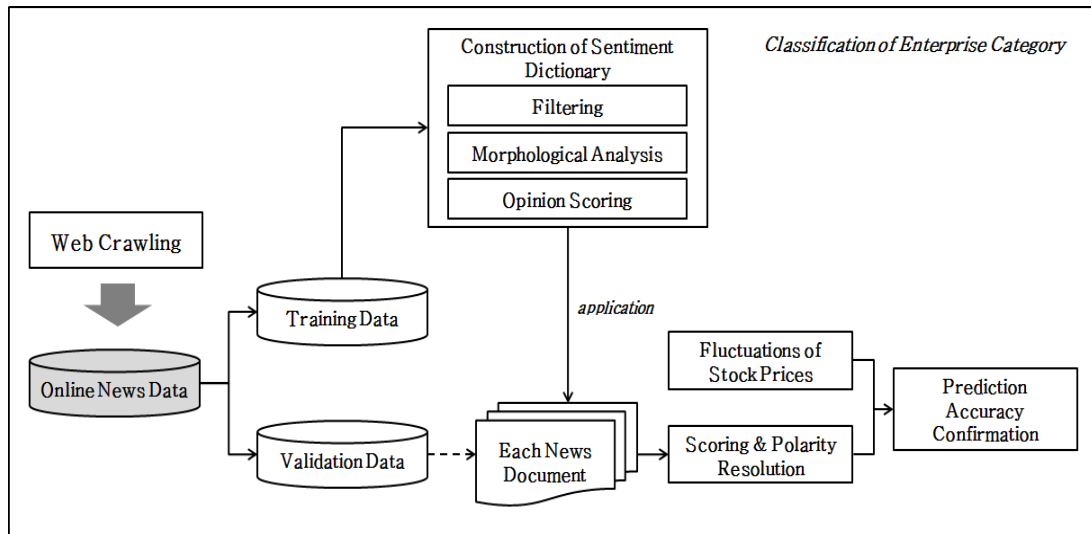 Classification of Enterprise Category
Construction of Sentiment
Dictionary
Filtering
Morphological Analysis
Opinion Scoring
Web Crawling
Online News Data
Training Data
Validation Data
application
Each News
Document
Fluctuations of
Stock Prices
Scoring & Polarity
Resolution
Prediction
Accuracy
Confirmation